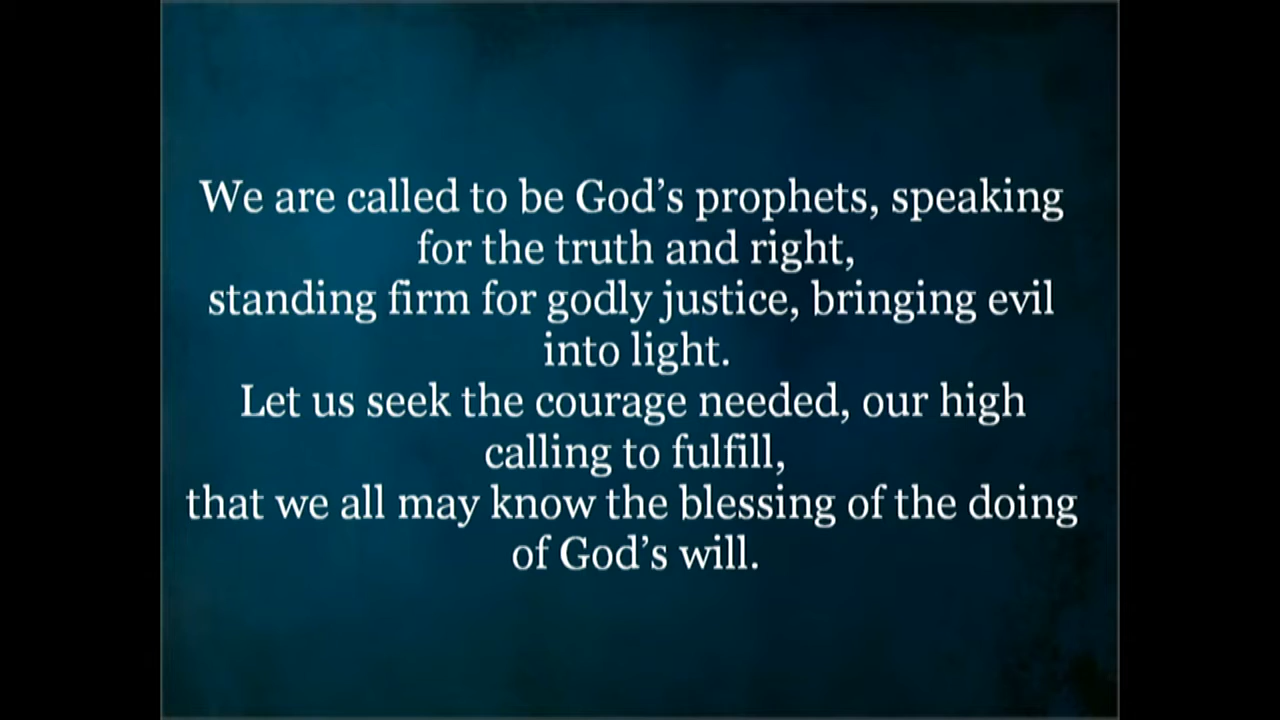 We are called to be God’s prophets, speaking
for the truth and right,
standing firm for godly justice, bringing evil
into light.
Let us seek the courage needed, our high
calling to fulfill,
that we all may know the blessing of the doing
of God’s will.